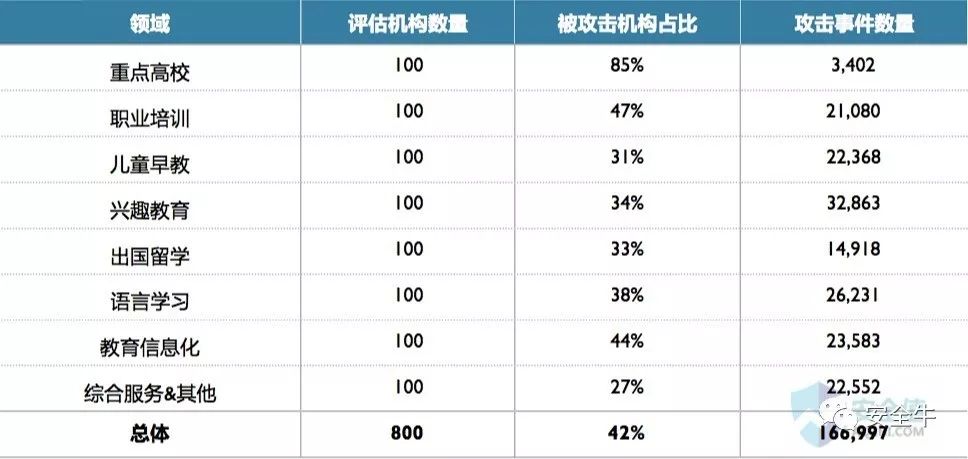 领域 评估机构数量 被攻击机构占比 攻击事件数量
重点高校 100 85% 3,402
职业培训 100 47% 21,080
儿童早教 100 31% 22,368
兴趣教育 100 34% 32,863
出国留学 100 33% 14,918
语言学习 100 38% 26,231
教育信息化 100 44% 23,583
综合服务&其他 100 27% 22,552
总体 800 42% 166,997
安全值
安全牛
.COM